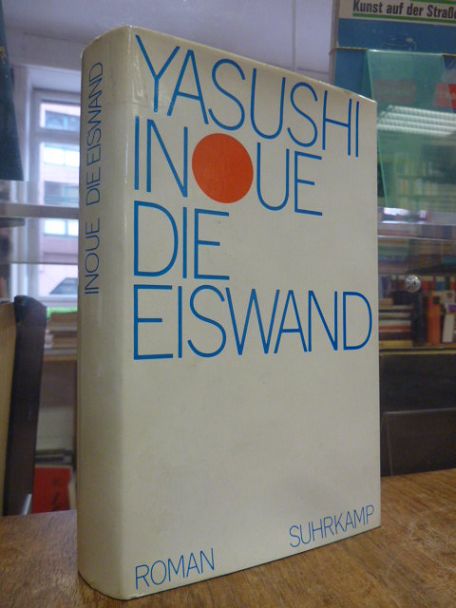 Kunst auf der Straße
YASUSHI
INOUE
DIE
EISWAND
ROMAN
SUHRKAMP
INOUE DIE EISWAND